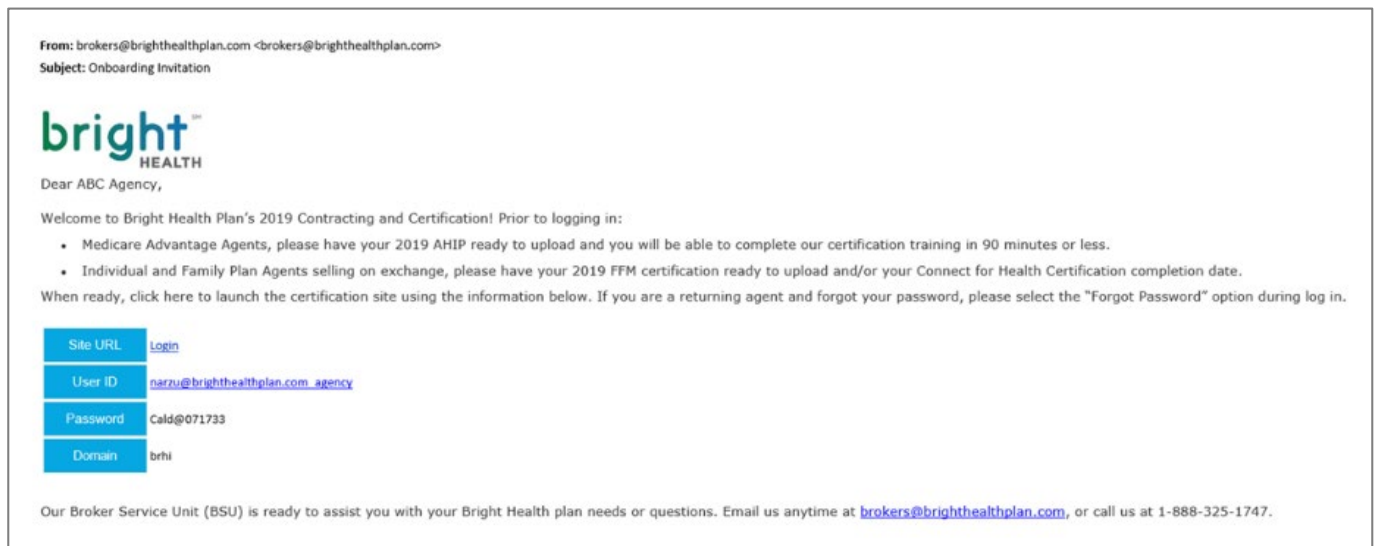 From: brokers@brighthealthplan.com <brokers@brighthealthplan.com>
Subject: Onboarding Invitation
bright SM
HEALTH
Dear ABC Agency,
Welcome to Bright Health Plan's 2019 Contracting and Certification! Prior to logging in:
• Medicare Advantage Agents, please have your 2019 AHIP ready to upload and you will be able to complete our certification training in 90 minutes or less.
• Individual and Family Plan Agents selling on exchange, please have your 2019 FFM certification ready to upload and/or your Connect for Health Certification completion date.
When ready, click here to launch the certification site using the information below. If you are a returning agent and forgot your password, please select the "Forgot Password" option during log in.
Site URL Login
User ID narzu@brighthealthplan.com_agency
Password Cald@071733
Domain brhi
Our Broker Service Unit (BSU) is ready to assist you with your Bright Health plan needs or questions. Email us anytime at brokers@brighthealthplan.com, or call us at 1-888-325-1747.